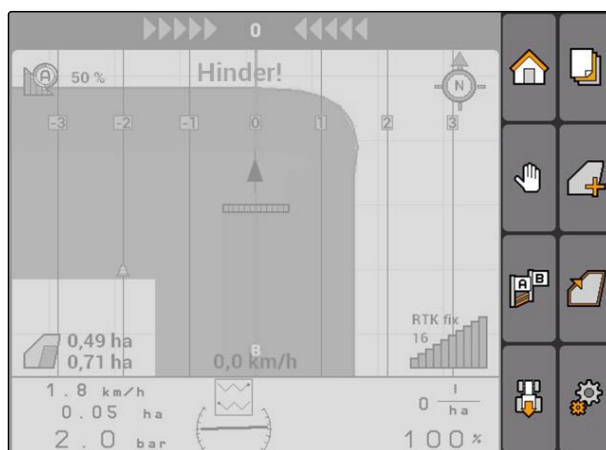 0
A 50 %
Hinder!
N
-3 -2 -1 0 1 2 3
A B
RTK fix
16
0,49 ha
0,71 ha
0,0 km/h
B
1.8 km/h
0.05 ha
2.0 bar
0 l/ha
100%